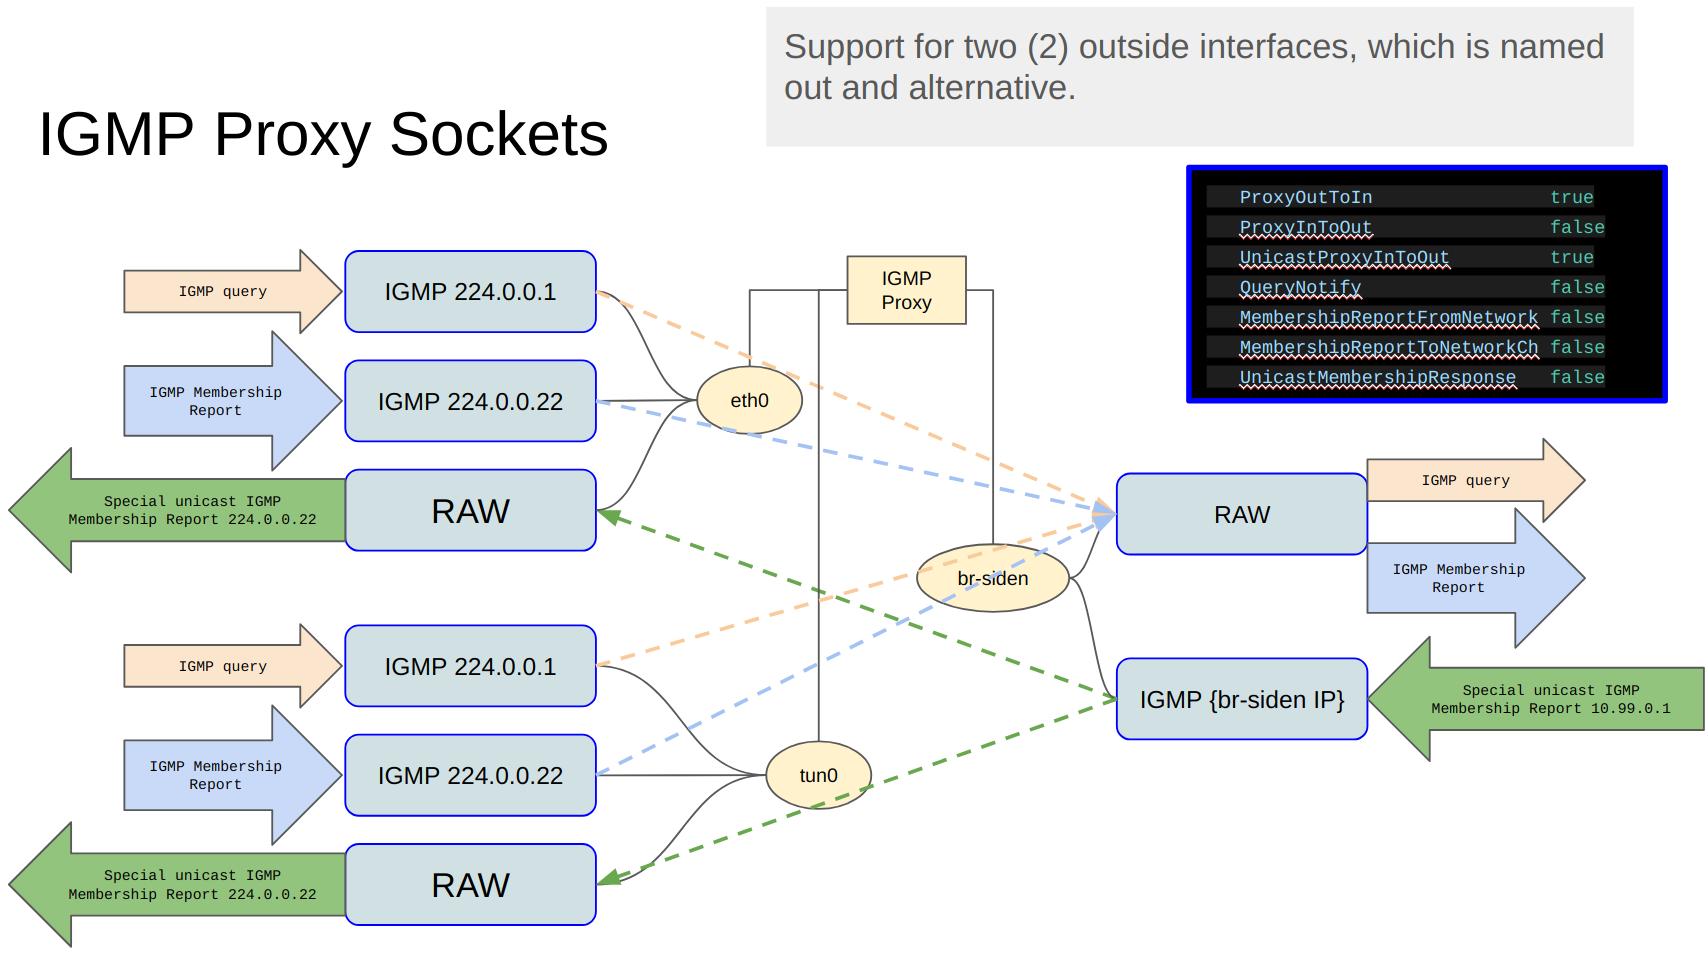 Support for two (2) outside interfaces, which is named
out and alternative.
IGMP Proxy Sockets
ProxyOutToIn true
ProxyInToOut false
UnicastProxyInToOut true
QueryNotify false
MembershipReportFromNetwork false
MembershipReportToNetworkCh false
UnicastMembershipResponse false
IGMP query
IGMP 224.0.0.1
IGMP
Proxy
IGMP Membership
Report
IGMP 224.0.0.22
eth0
Special unicast IGMP
Membership Report 224.0.0.22
RAW
RAW
IGMP query
br-siden
IGMP Membership
Report
IGMP query
IGMP 224.0.0.1
IGMP {br-siden IP}
Special unicast IGMP
Membership Report 10.99.0.1
IGMP Membership
Report
IGMP 224.0.0.22
tun0
Special unicast IGMP
Membership Report 224.0.0.22
RAW